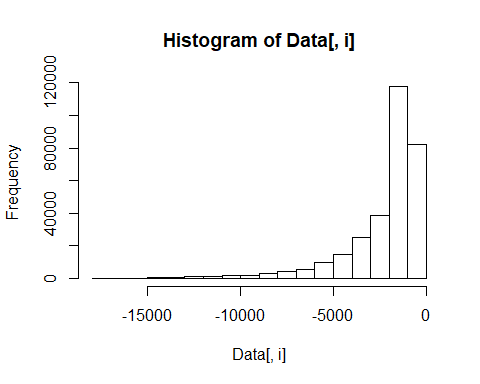 Histogram of Data[, i]
Frequency
120000
80000
40000
0
-15000 -10000 -5000 0
Data[, i]